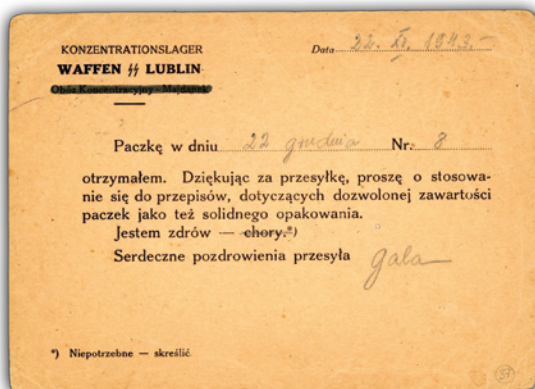 KONZENTRATIONSLAGER
WAFFEN SS LUBLIN
Obóz Koncentracyjny - Majdanek
Data 22. XI. 1943.-
Paczkę w dniu 22 grudnia Nr. 8
otrzymałem. Dziękując za przesyłkę, proszę o stosowa-
nie się do przepisów, dotyczących dozwolonej zawartości
paczek jako też solidnego opakowania.
Jestem zdrów — chory.*)
Serdeczne pozdrowienia przesyła Gala
*) Niepotrzebne — skreślić.